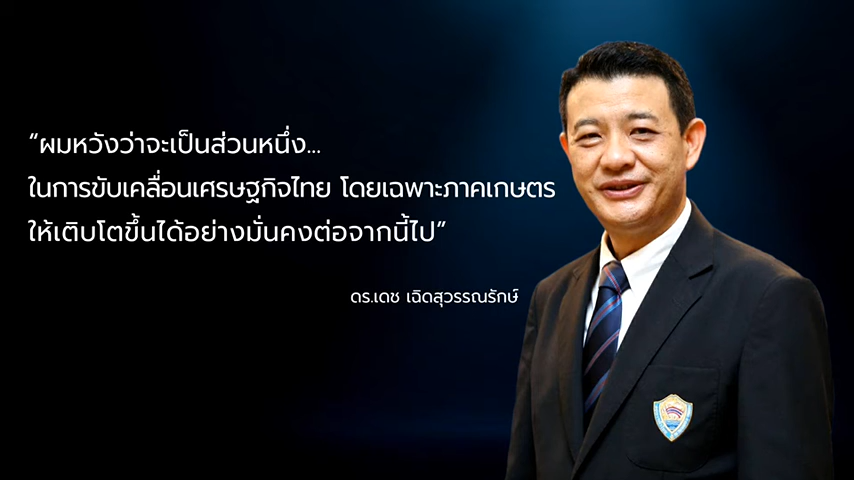 “ผมหวังว่าจะเป็นส่วนหนึ่ง...
ในการขับเคลื่อนเศรษฐกิจไทย โดยเฉพาะภาคเกษตร
ให้เติบโตขึ้นได้อย่างมั่นคงต่อจากนี้ไป”
ดร.เดช เฉิดสุวรรณรักษ์